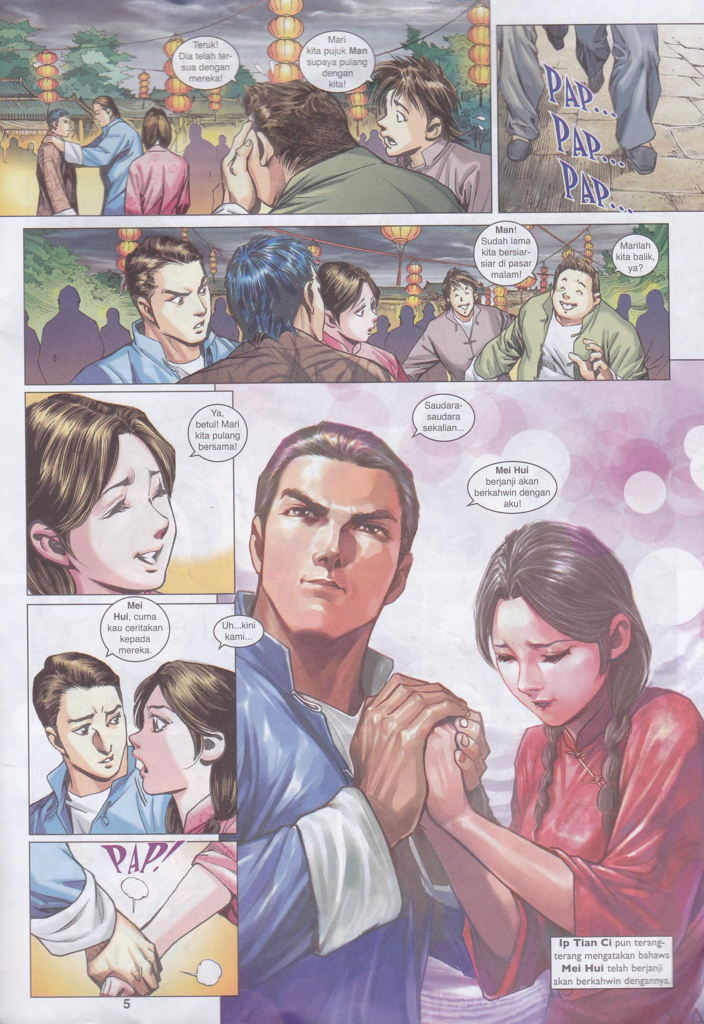 Teruk!
Dia telah ter-
sua dengan
mereka!
Mari
kita pujuk Man
supaya pulang
dengan
kita!
PAP...
PAP...
PAP...
Man!
Sudah lama
kita bersiar-
siar di pasar
malam!
Marilah
kita balik,
ya?
Ya,
betul! Mari
kita pulang
bersama!
Saudara-
saudara
sekalian...
Mei Hui
berjanji akan
berkahwin dengan
aku!
Mei
Hui, cuma
kau ceritakan
kepada
mereka.
Uh...kini
kami...
PAP!
Ip Tian Ci pun terang-
terang mengatakan bahawa
Mei Hui telah berjanji
akan berkahwin dengannya.
5